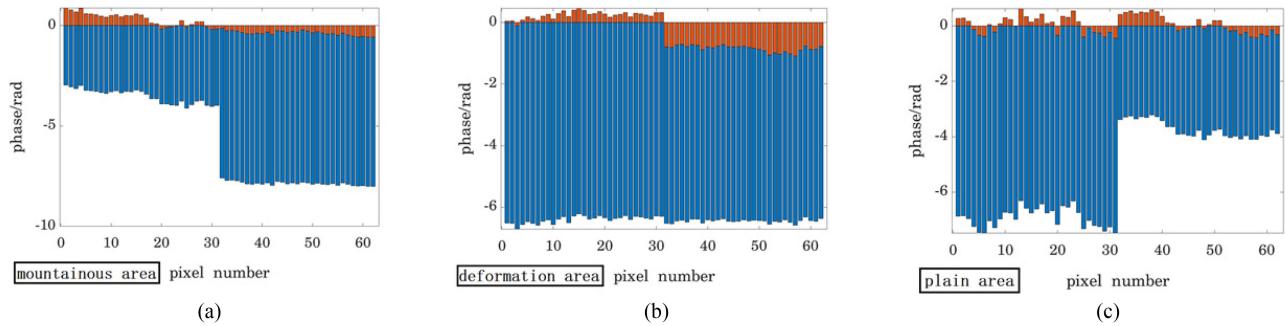 0
-5
-10
phase/rad
0 10 20 30 40 50 60
mountainous area pixel number
(a)
0
-2
-4
-6
phase/rad
0 10 20 30 40 50 60
deformation area pixel number
(b)
0
-2
-4
-6
phase/rad
0 10 20 30 40 50 60
plain area pixel number
(c)